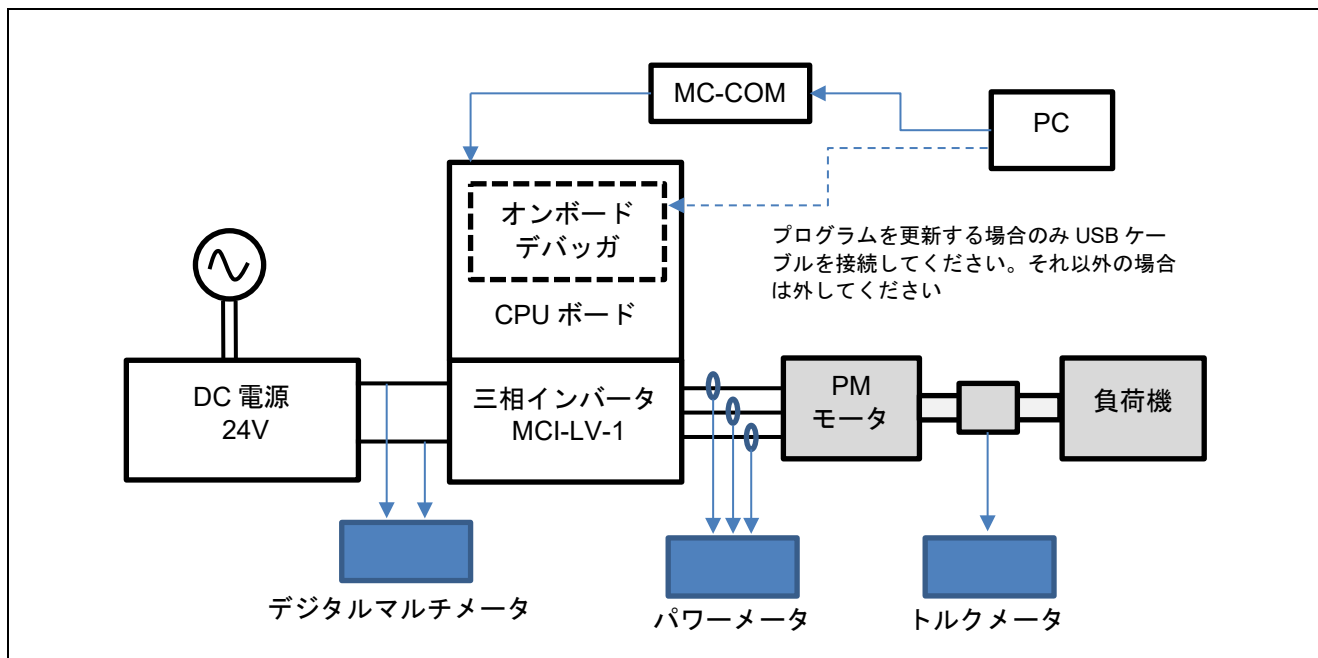 MC-COM
PC
オンボード
デバッガ
CPU ボード
プログラムを更新する場合のみ USB ケー
ブルを接続してください。それ以外の場合
は外してください
DC 電源
24V
三相インバータ
MCI-LV-1
PM
モータ
負荷機
デジタルマルチメータ
パワーメータ
トルクメータ